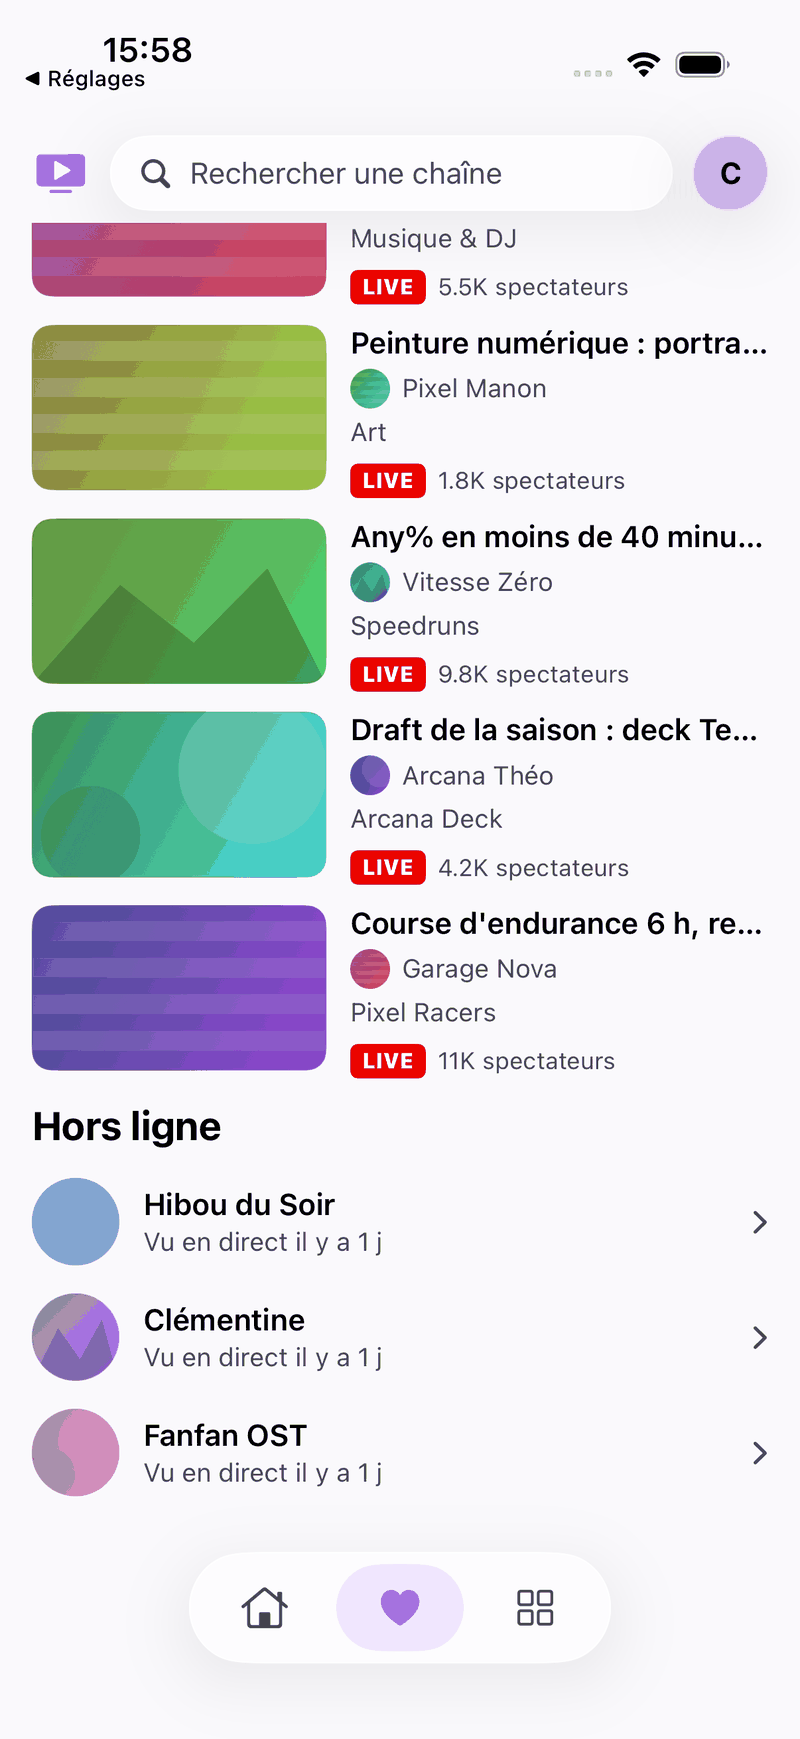 15:58
Réglages
Rechercher une chaîne
C
Musique & DJ
LIVE 5.5K spectateurs
Peinture numérique : portra...
Pixel Manon
Art
LIVE 1.8K spectateurs
Any% en moins de 40 minu...
Vitesse Zéro
Speedruns
LIVE 9.8K spectateurs
Draft de la saison : deck Te...
Arcana Théo
Arcana Deck
LIVE 4.2K spectateurs
Course d'endurance 6 h, re...
Garage Nova
Pixel Racers
LIVE 11K spectateurs
Hors ligne
Hibou du Soir
Vu en direct il y a 1 j
Clémentine
Vu en direct il y a 1 j
Fanfan OST
Vu en direct il y a 1 j